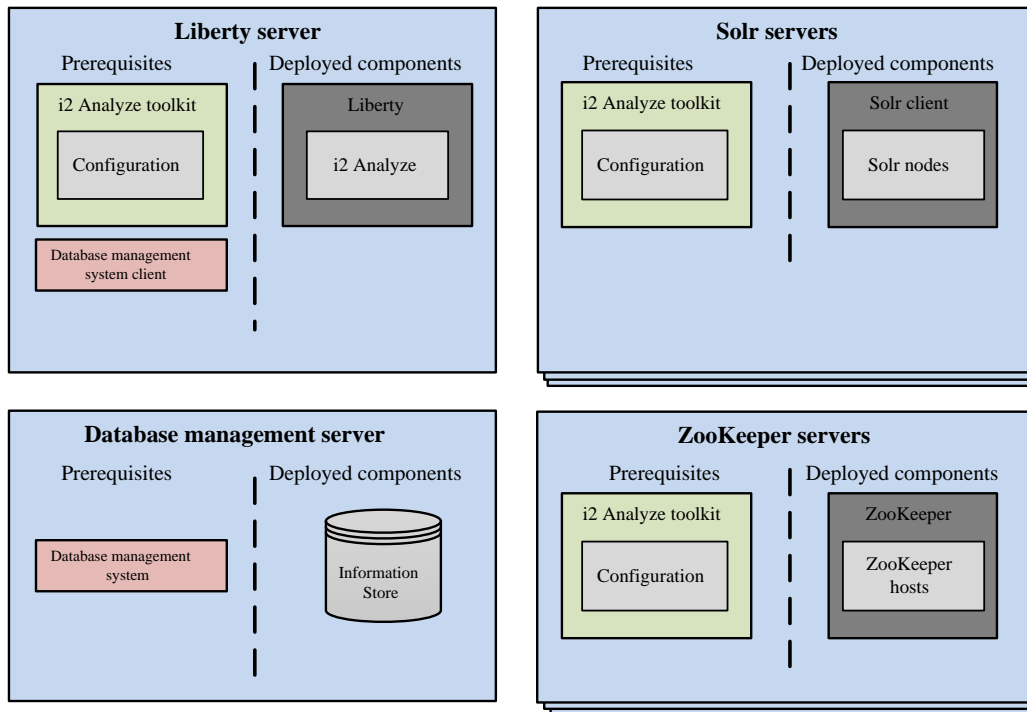 Liberty server
Prerequisites
Deployed components
i2 Analyze toolkit
Configuration
Liberty
i2 Analyze
Database management
system client
Solr servers
Prerequisites
Deployed components
i2 Analyze toolkit
Configuration
Solr client
Solr nodes
Database management server
Prerequisites
Deployed components
Database management
system
Information
Store
ZooKeeper servers
Prerequisites
Deployed components
i2 Analyze toolkit
Configuration
ZooKeeper
ZooKeeper
hosts